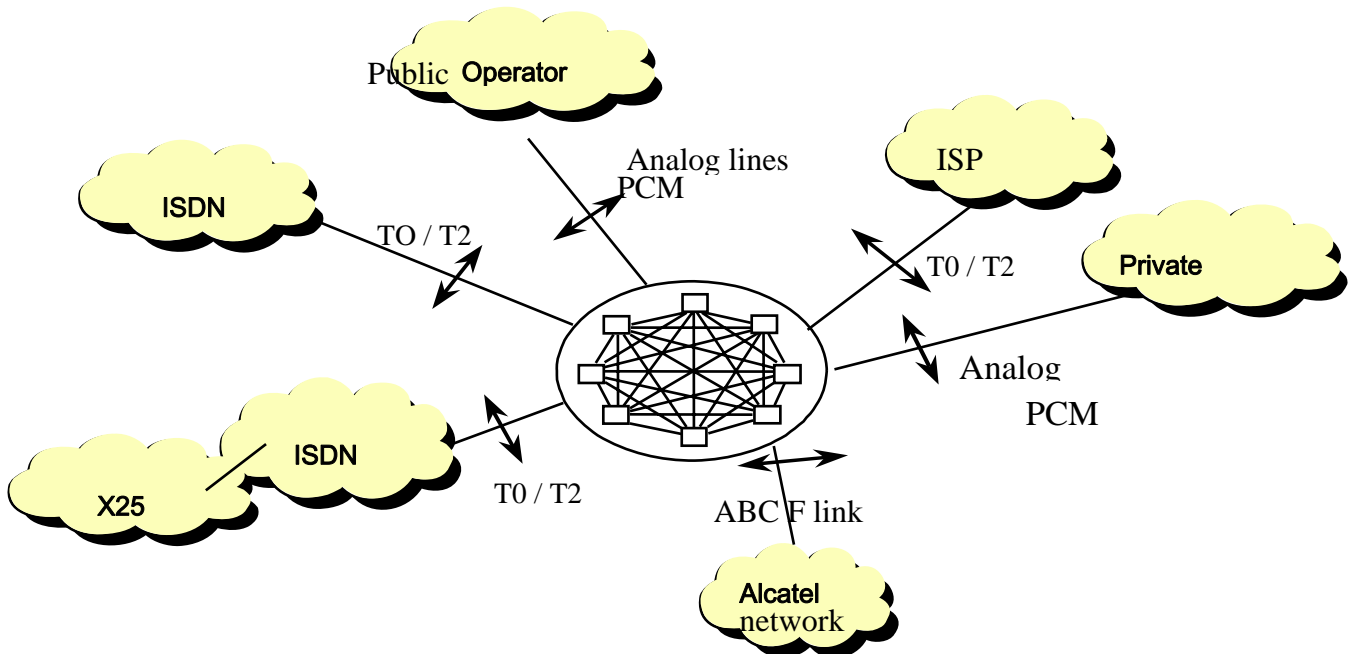 Public Operator
Analog lines
PCM
ISP
ISDN
TO / T2
T0 / T2
Private
Analog
PCM
ISDN
X25
T0 / T2
ABC F link
Alcatel
network